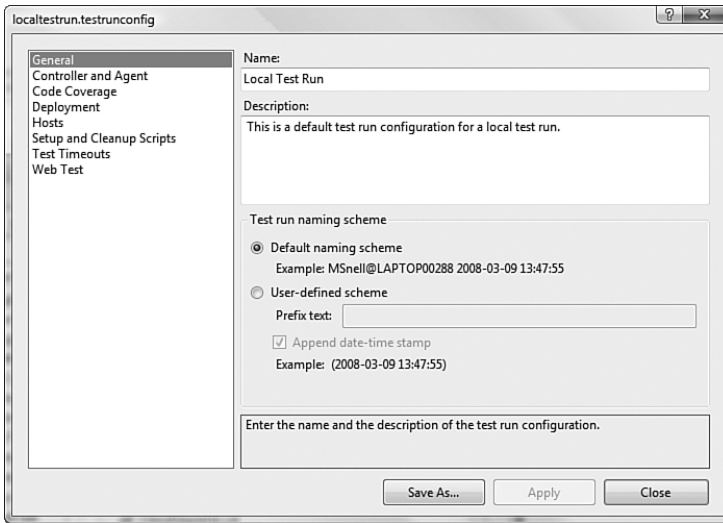 localtestrun.testrunconfig
General
Controller and Agent
Code Coverage
Deployment
Hosts
Setup and Cleanup Scripts
Test Timeouts
Web Test
Name:
Local Test Run
Description:
This is a default test run configuration for a local test run.
Test run naming scheme
Default naming scheme
Example: MSnell@LAPTOP00288 2008-03-09 13:47:55
User-defined scheme
Prefix text:
Append date-time stamp
Example: (2008-03-09 13:47:55)
Enter the name and the description of the test run configuration.
Save As...
Apply
Close